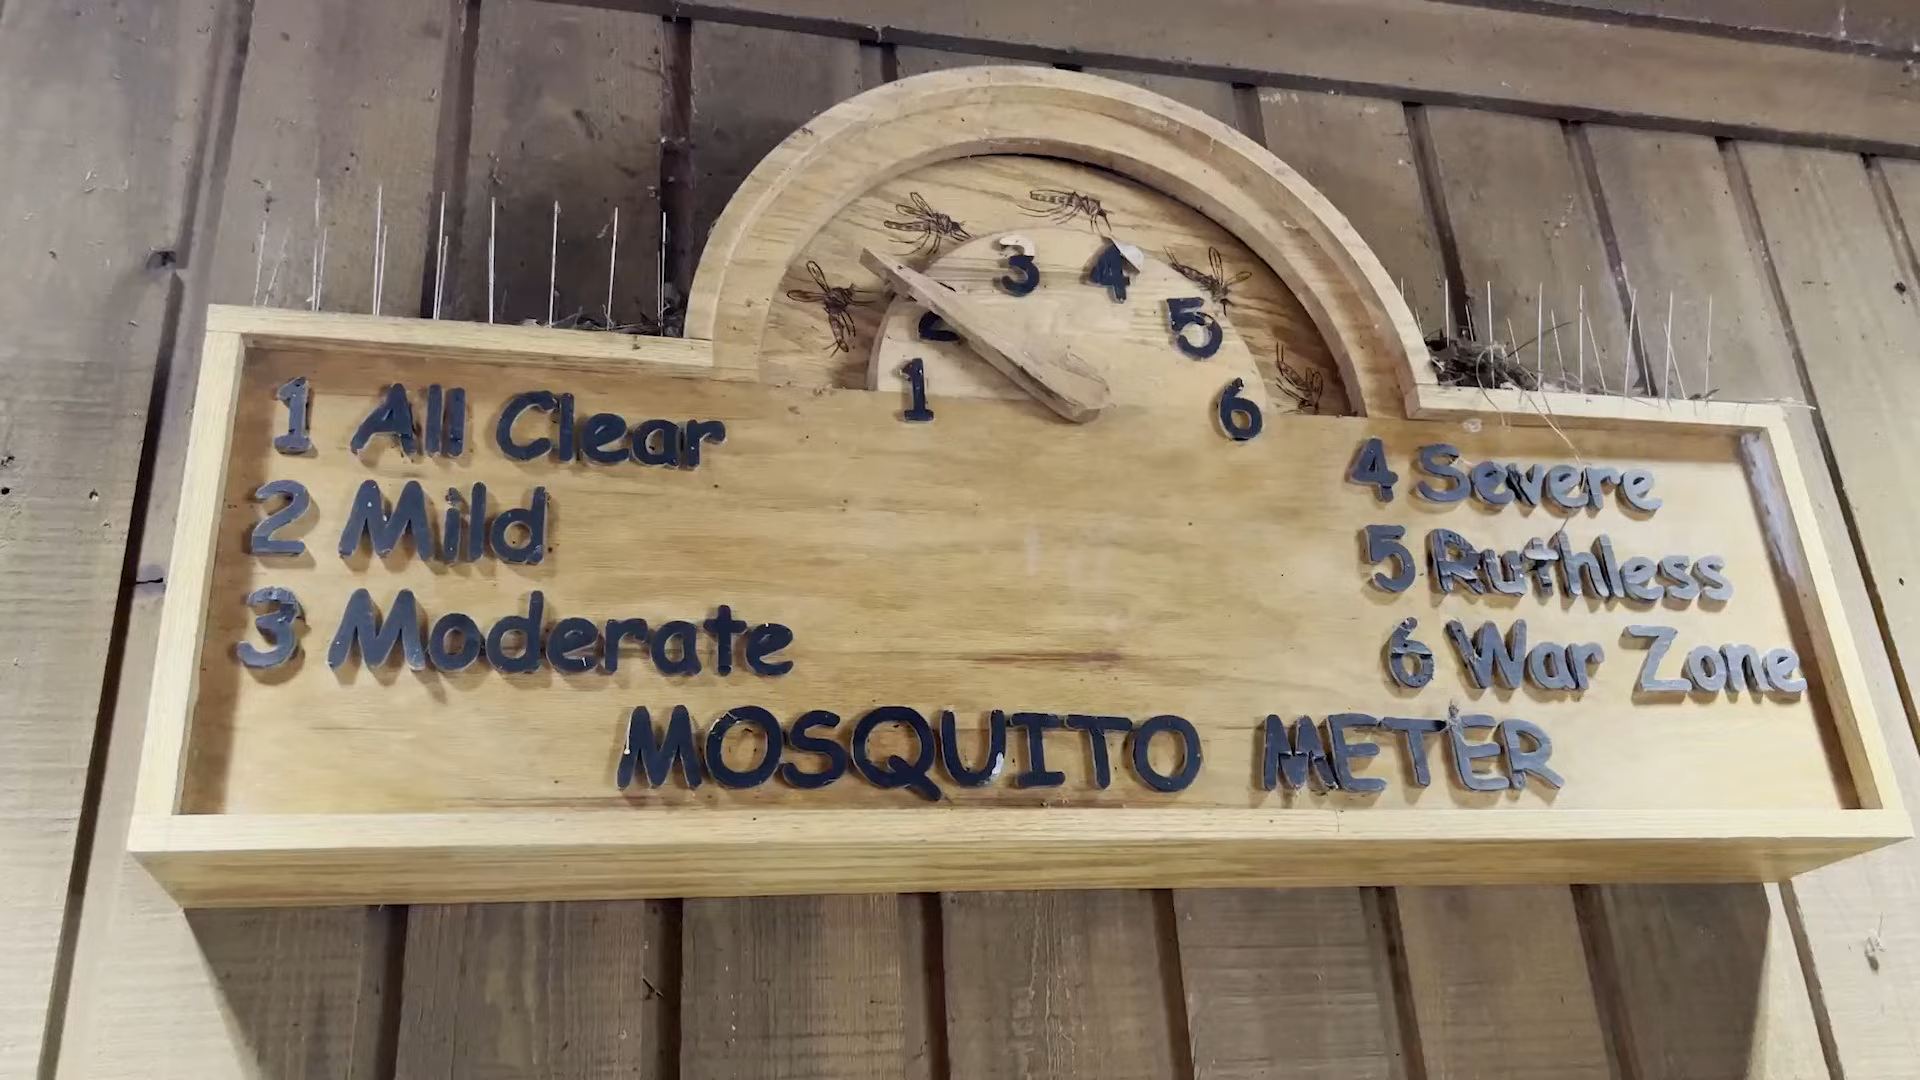 3 4
2 5
1 6
1 All Clear
2 Mild
3 Moderate
4 Severe
5 Ruthless
6 War Zone
MOSQUITO METER